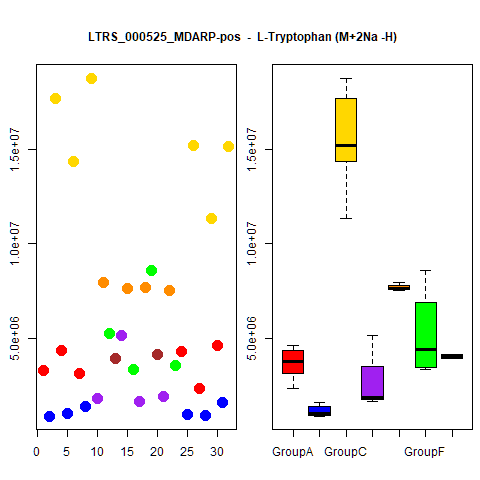 LTRS_000525_MDARP-pos - L-Tryptophan (M+2Na -H)
1.5e+07
1.0e+07
5.0e+06
1.5e+07
1.0e+07
5.0e+06
0 5 10 15 20 25 30
GroupA GroupC GroupF